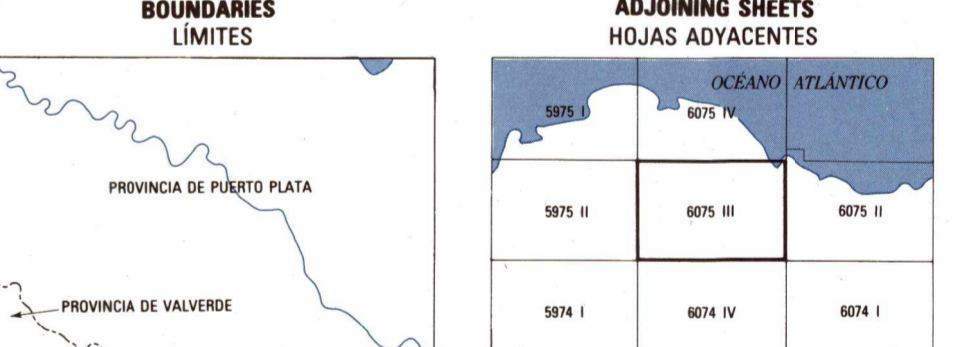 BOUNDARIES
LÍMITES
PROVINCIA DE PUERTO PLATA
PROVINCIA DE VALVERDE
ADJOINING SHEETS
HOJAS ADYACENTES
OCÉANO ATLÁNTICO
5975 I
6075 IV
5975 II
6075 III
6075 II
5974 I
6074 IV
6074 I